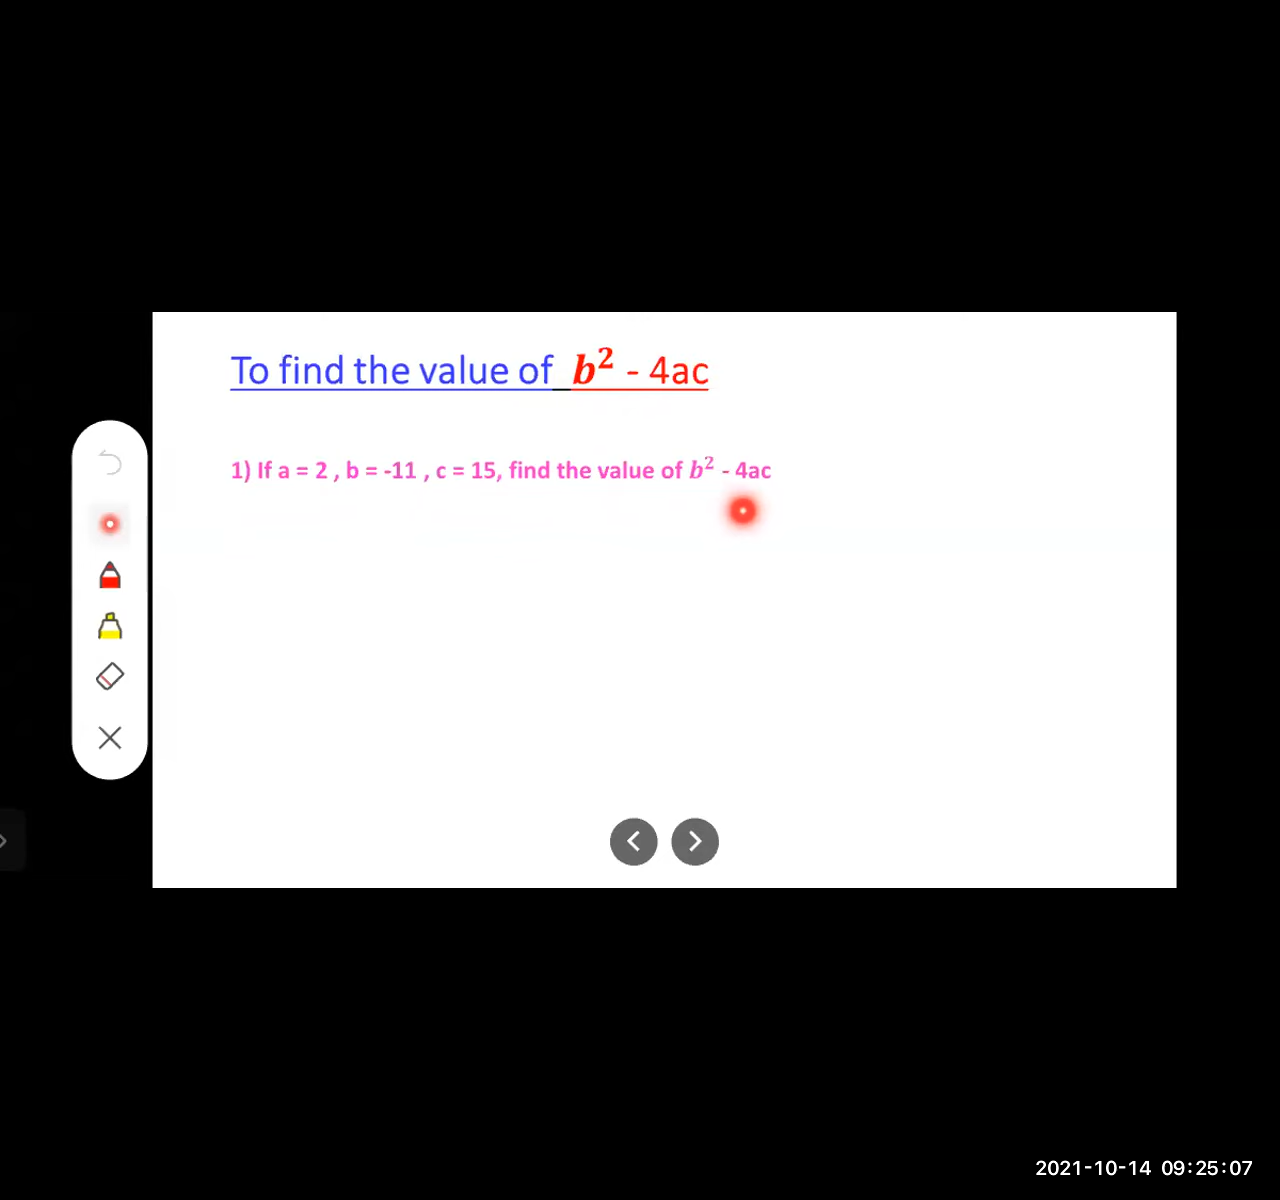 To find the value of b² - 4ac
1) If a = 2 , b = -11 , c = 15, find the value of b² - 4ac
2021-10-14 09:25:07